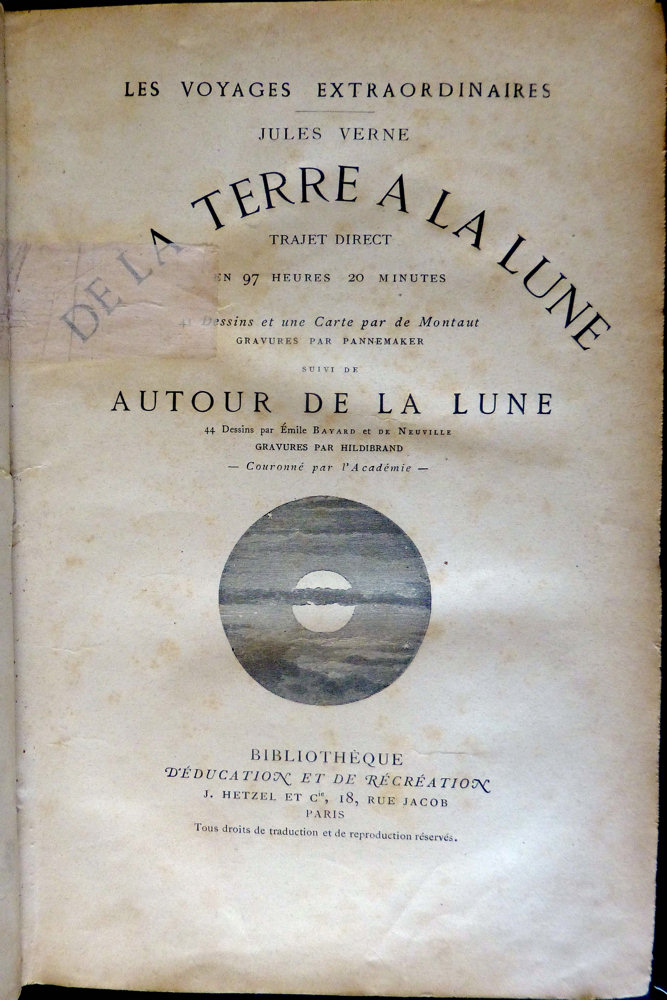 LES VOYAGES EXTRAORDINAIRES
JULES VERNE
DE LA TERRE A LA LUNE
TRAJET DIRECT
EN 97 HEURES 20 MINUTES
41 Dessins et une Carte par de Montaut
GRAVURES PAR PANNEMAKER
SUIVI DE
AUTOUR DE LA LUNE
44 Dessins par Émile BAYARD et DE NEUVILLE
GRAVURES PAR HILDIBRAND
— Couronné par l'Académie —
BIBLIOTHÈQUE
D'ÉDUCATION ET DE RÉCRÉATION
J. HETZEL ET Cie, 18, RUE JACOB
PARIS
Tous droits de traduction et de reproduction réservés.